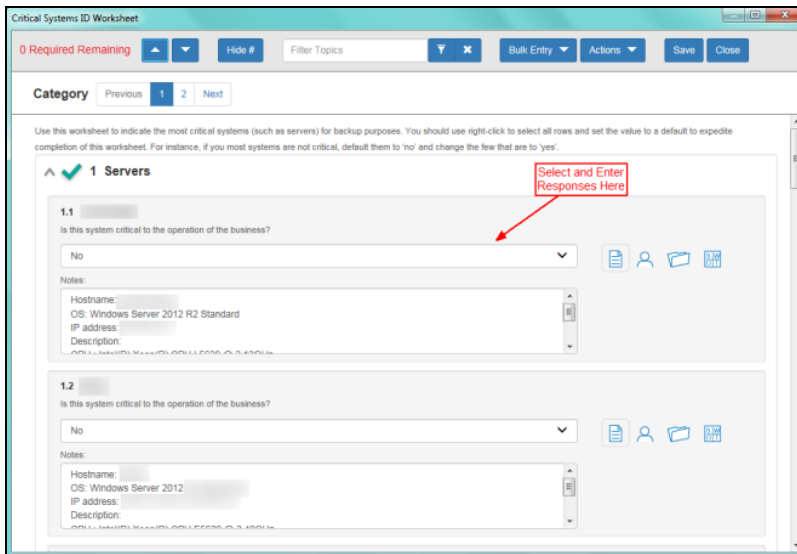 Critical Systems ID Worksheet
0 Required Remaining Hide # Filter Topics Bulk Entry Actions Save Close
Category Previous 1 2 Next
Use this worksheet to indicate the most critical systems (such as servers) for backup purposes. You should use right-click to select all rows and set the value to a default to expedite
completion of this worksheet. For instance, if you most systems are not critical, default them to 'no' and change the few that are to 'yes'.
1 Servers
Select and Enter
Responses Here
1.1
Is this system critical to the operation of the business?
No
Notes:
Hostname:
OS: Windows Server 2012 R2 Standard
IP address:
Description:
1.2
Is this system critical to the operation of the business?
No
Notes:
Hostname:
OS: Windows Server 2012
IP address:
Description: